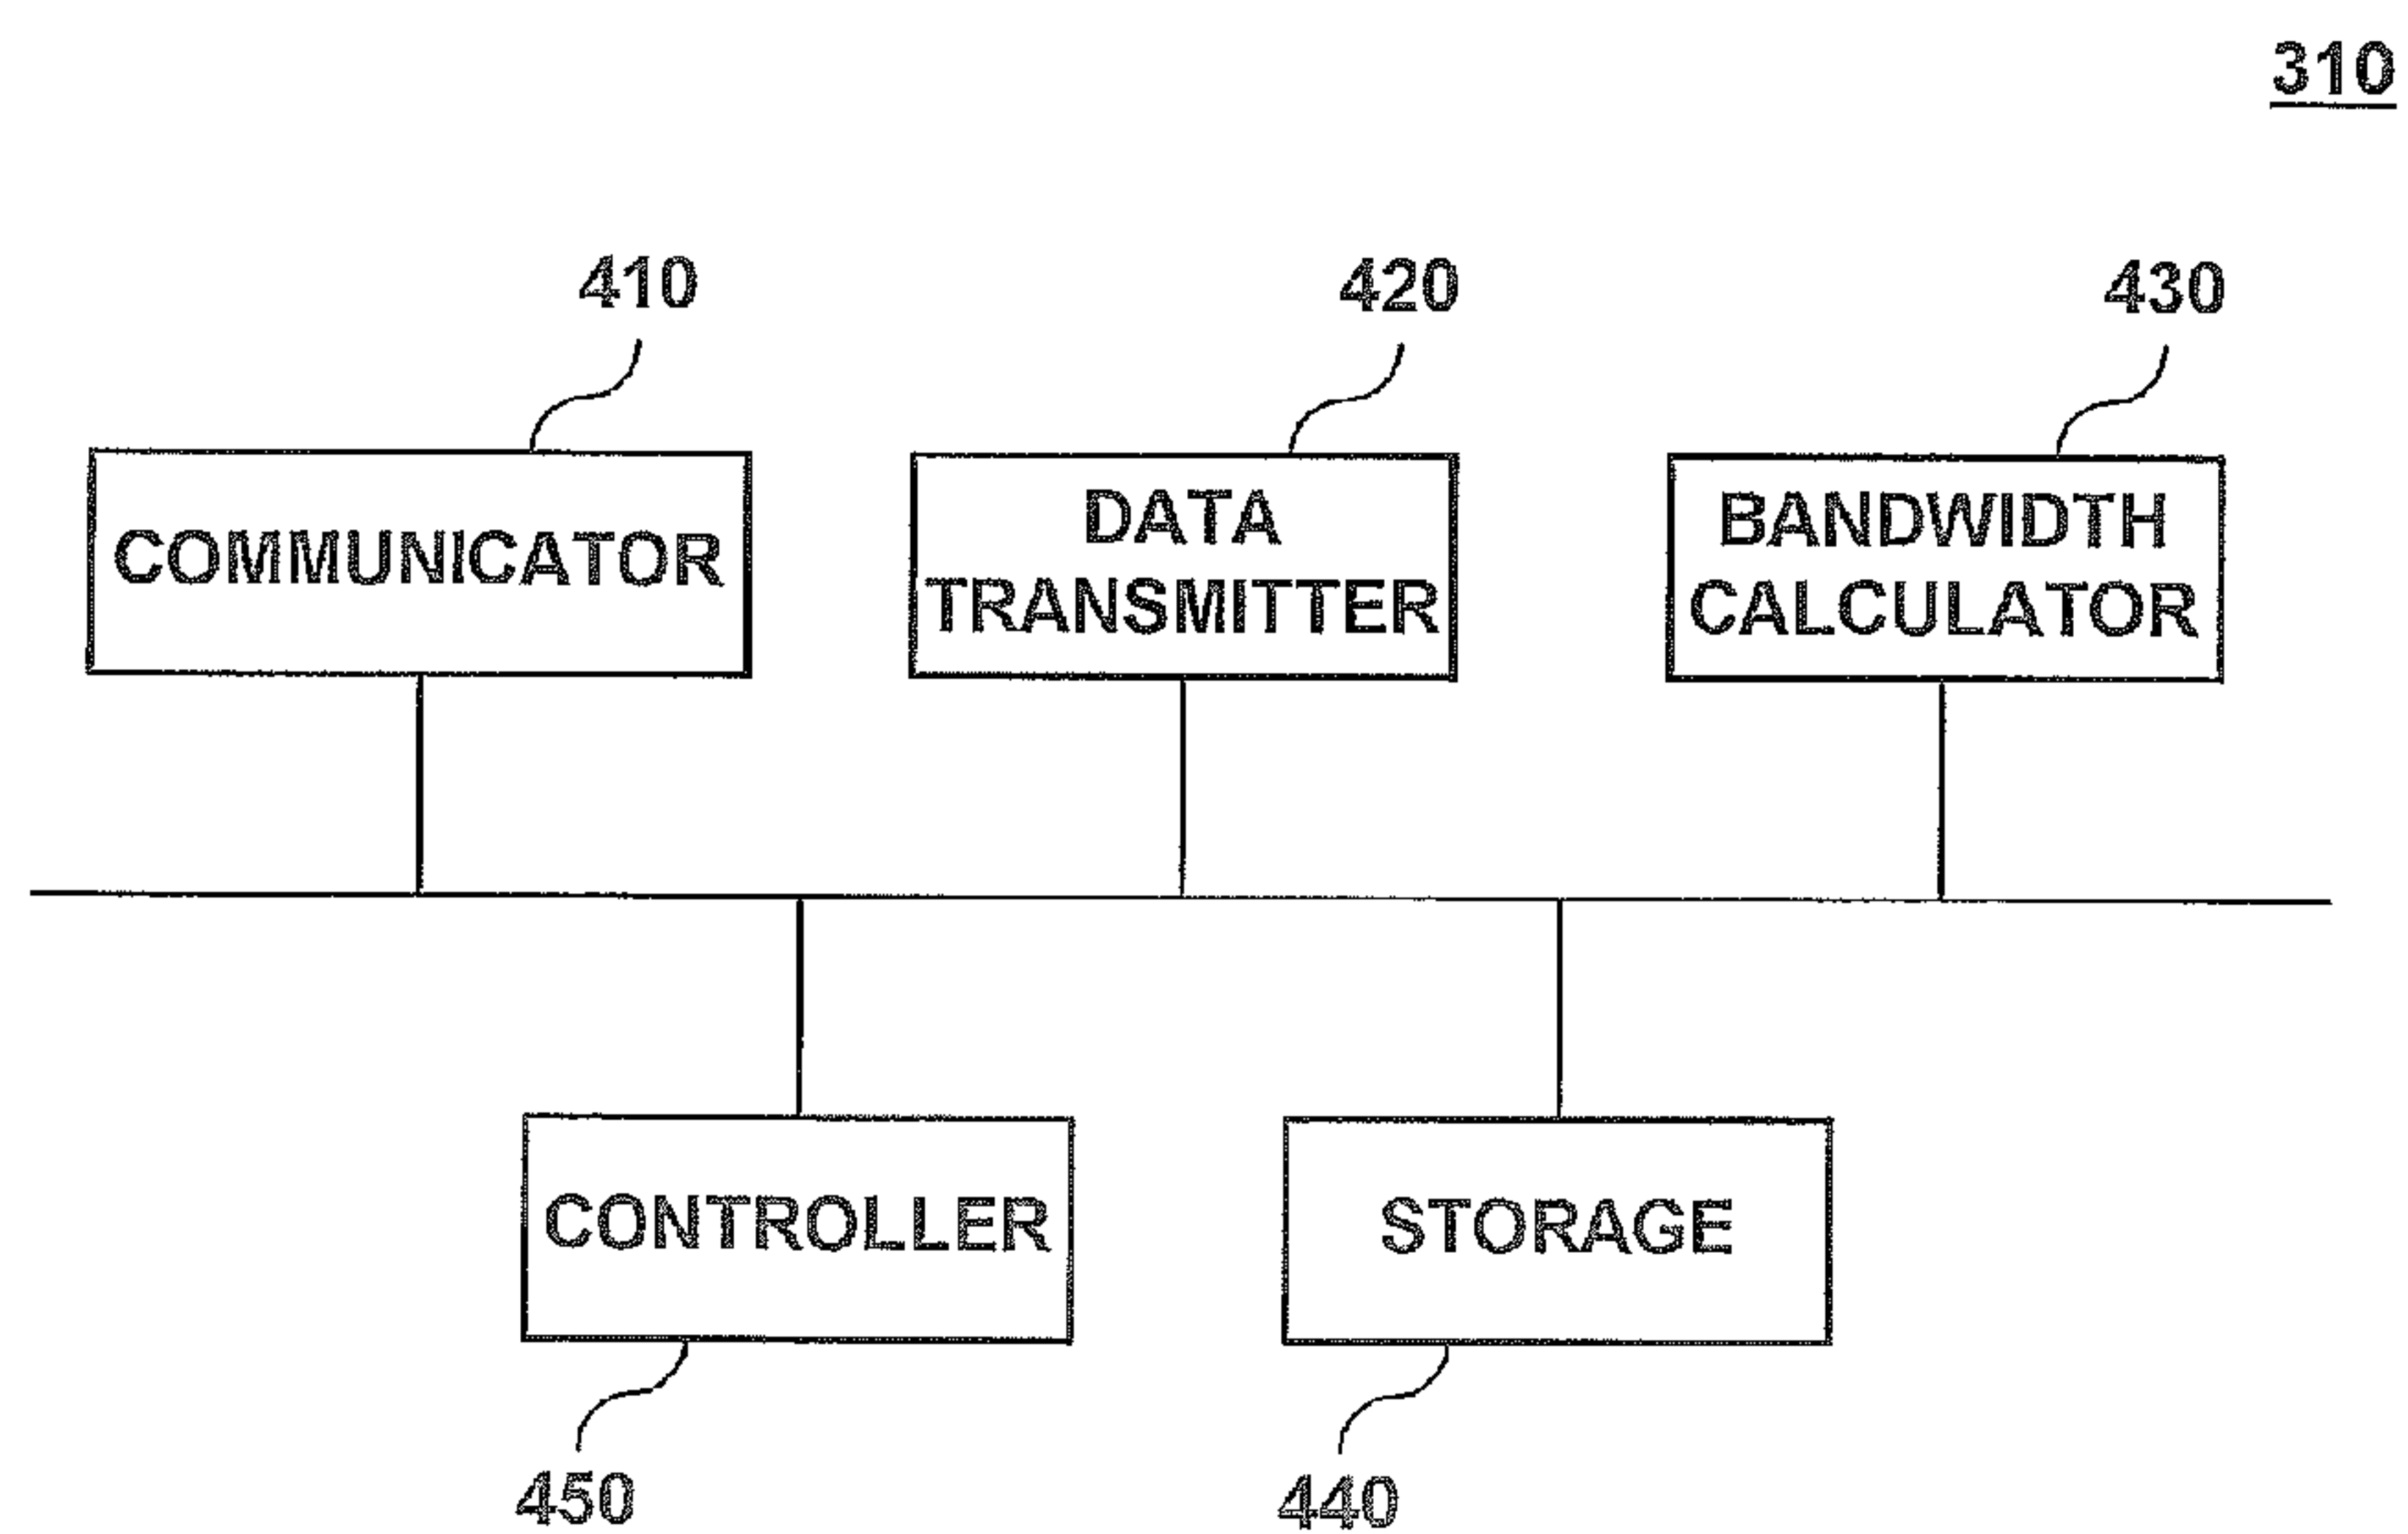 310
410
420
430
COMMUNICATOR
DATA
TRANSMITTER
BANDWIDTH
CALCULATOR
CONTROLLER
STORAGE
450
440